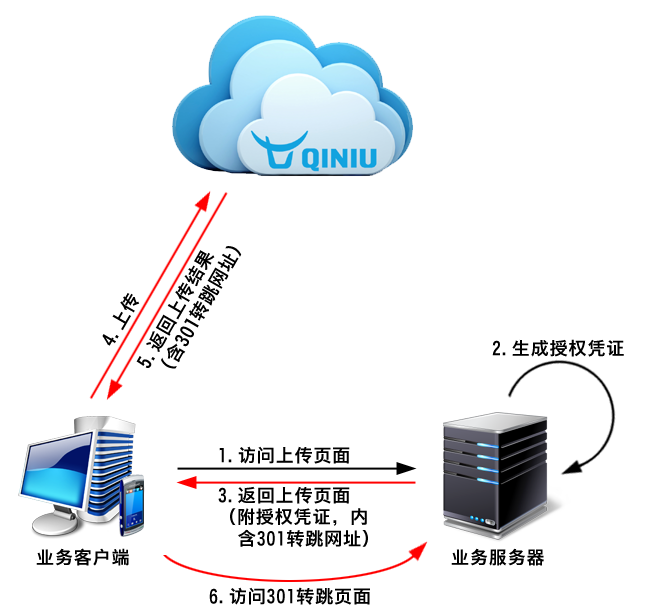 QINIU
4.上传
5.返回上传结果
(含301转跳网址)
2.生成授权凭证
1.访问上传页面
3.返回上传页面
(附授权凭证，内
含301转跳网址)
业务客户端
业务服务器
6.访问301转跳页面